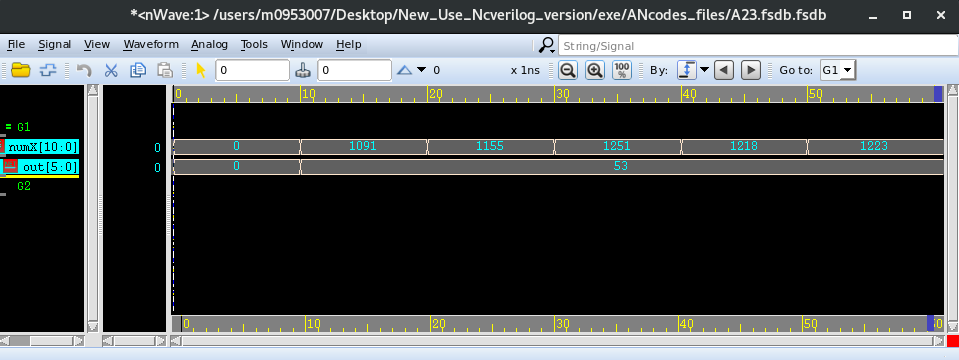 *<nWave:1> /users/m0953007/Desktop/New_Use_Ncverilog_version/exe/ANcodes_files/A23.fsdb.fsdb
File Signal View Waveform Analog Tools Window Help String/Signal
0 0 0 x 1ns 100 % By: Go to: G1
0 10 20 30 40 50
= G1
numX[10:0] 0 0 1091 1155 1251 1218 1223
out[5:0] 0 0 53
G2
0 10 20 30 40 50